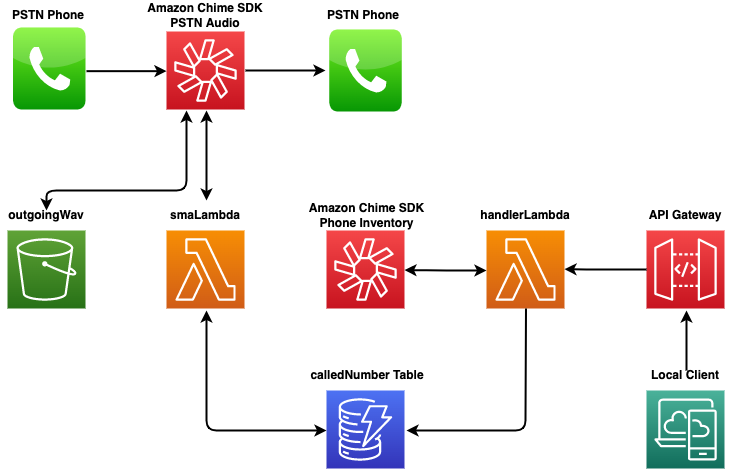 PSTN Phone
Amazon Chime SDK
PSTN Audio
PSTN Phone
outgoingWav
smaLambda
Amazon Chime SDK
Phone Inventory
handlerLambda
API Gateway
</>
calledNumber Table
Local Client